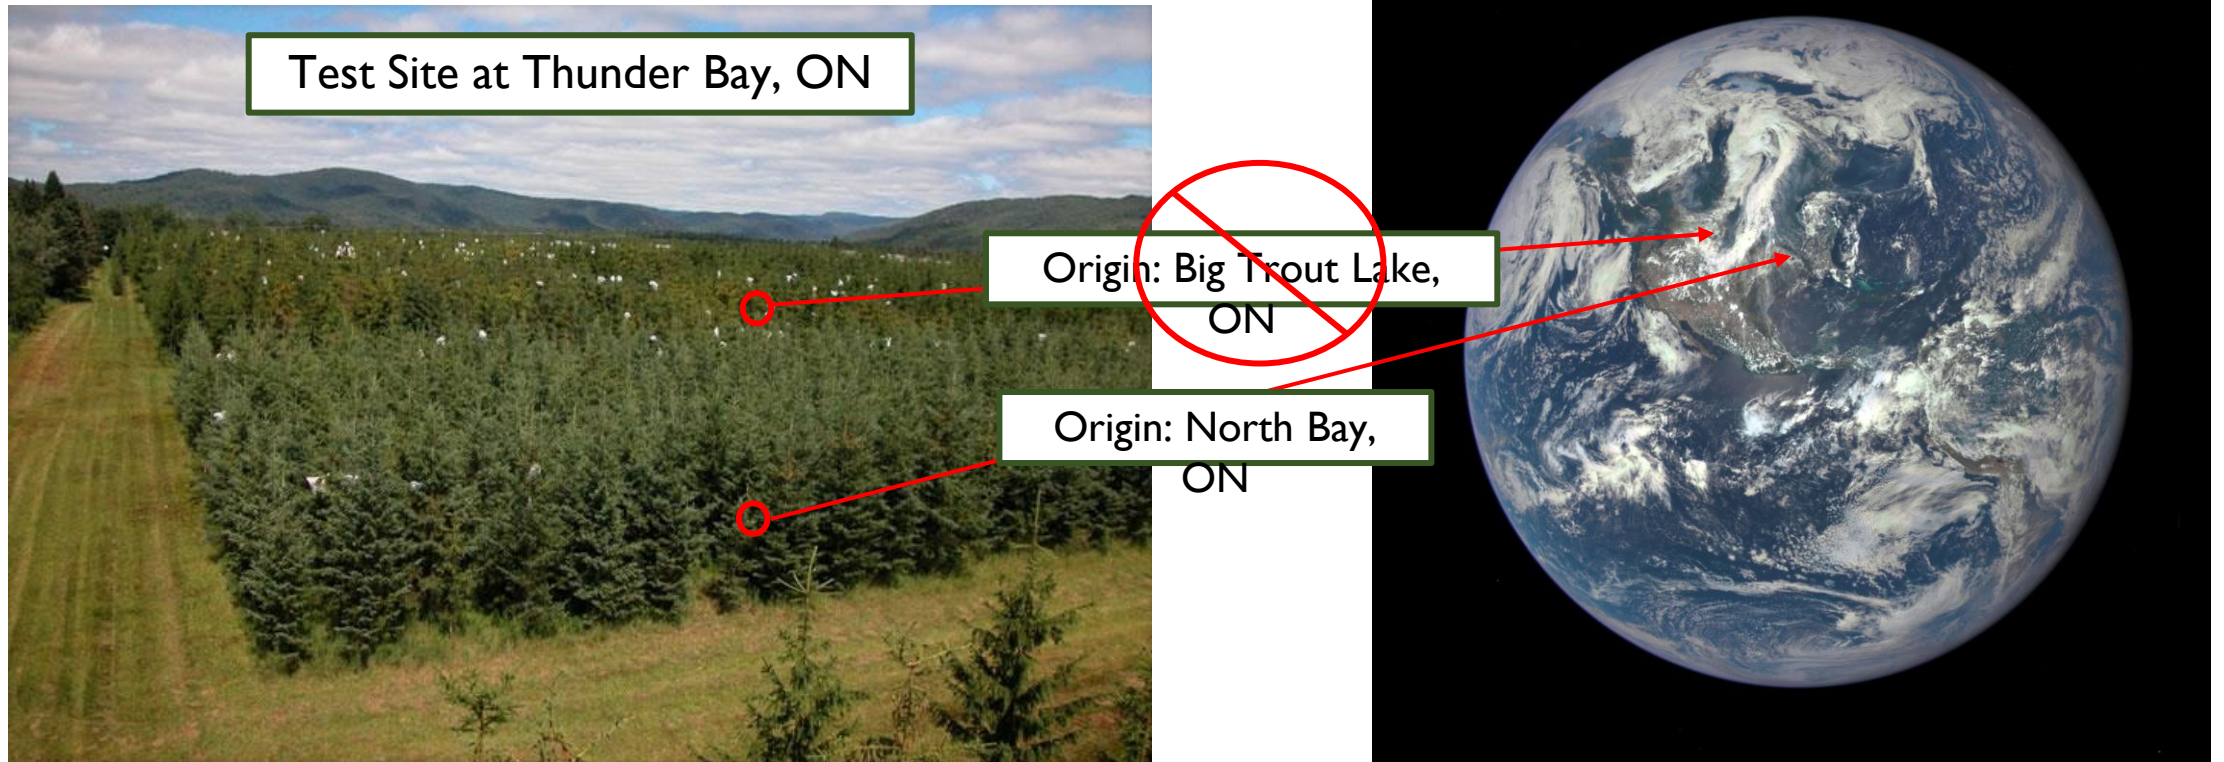 Test Site at Thunder Bay, ON
Origin: Big Trout Lake,
ON
Origin: North Bay,
ON